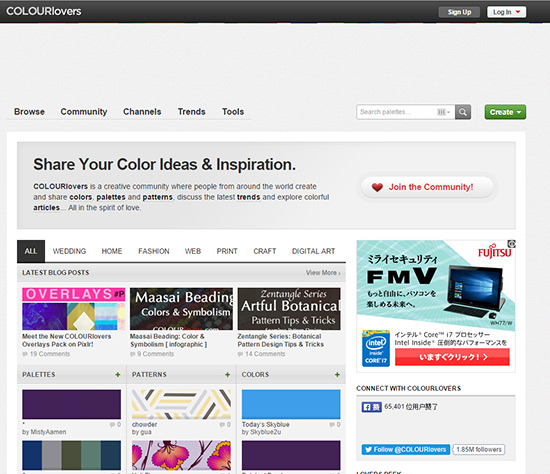 COLOURlovers
Sign Up
Log In
Browse Community Channels Trends Tools
Search palettes...
Create
Share Your Color Ideas & Inspiration.
COLOURlovers is a creative community where people from around the world create
and share colors, palettes and patterns, discuss the latest trends and explore colorful
articles... All in the spirit of love.
Join the Community!
ALL WEDDING HOME FASHION WEB PRINT CRAFT DIGITAL ART
LATEST BLOG POSTS
View More ›
OVERLAYS #P
Meet the New COLOURlovers
Overlays Pack on Pixlr!
19 Comments
Maasai Beading
Colors & Symbolism
Maasai Beading: Color &
Symbolism [ infographic ]
9 Comments
Zentangle Series
Artful Botanical
Pattern Tips & Tricks
Zentangle Series: Botanical
Pattern Design Tips & Tricks
14 Comments
PALETTES +
*
0
by MistyAamen
PATTERNS +
chowder
0
by gua
COLORS +
Today's Skyblue
0
by Skyblue2u
ミライセキュリティ
FUJITSU
FMV
もっと自由に、パソコンを
楽しめる未来へ。
WH77/W
インテル® Core™ i7 プロセッサー
Intel Inside® 圧倒的なパフォーマンスを
intel inside™ CORE™ i7
いますぐクリック！
CONNECT WITH COLOURLOVERS
65,401
Follow @COLOURlovers
1.85M followers